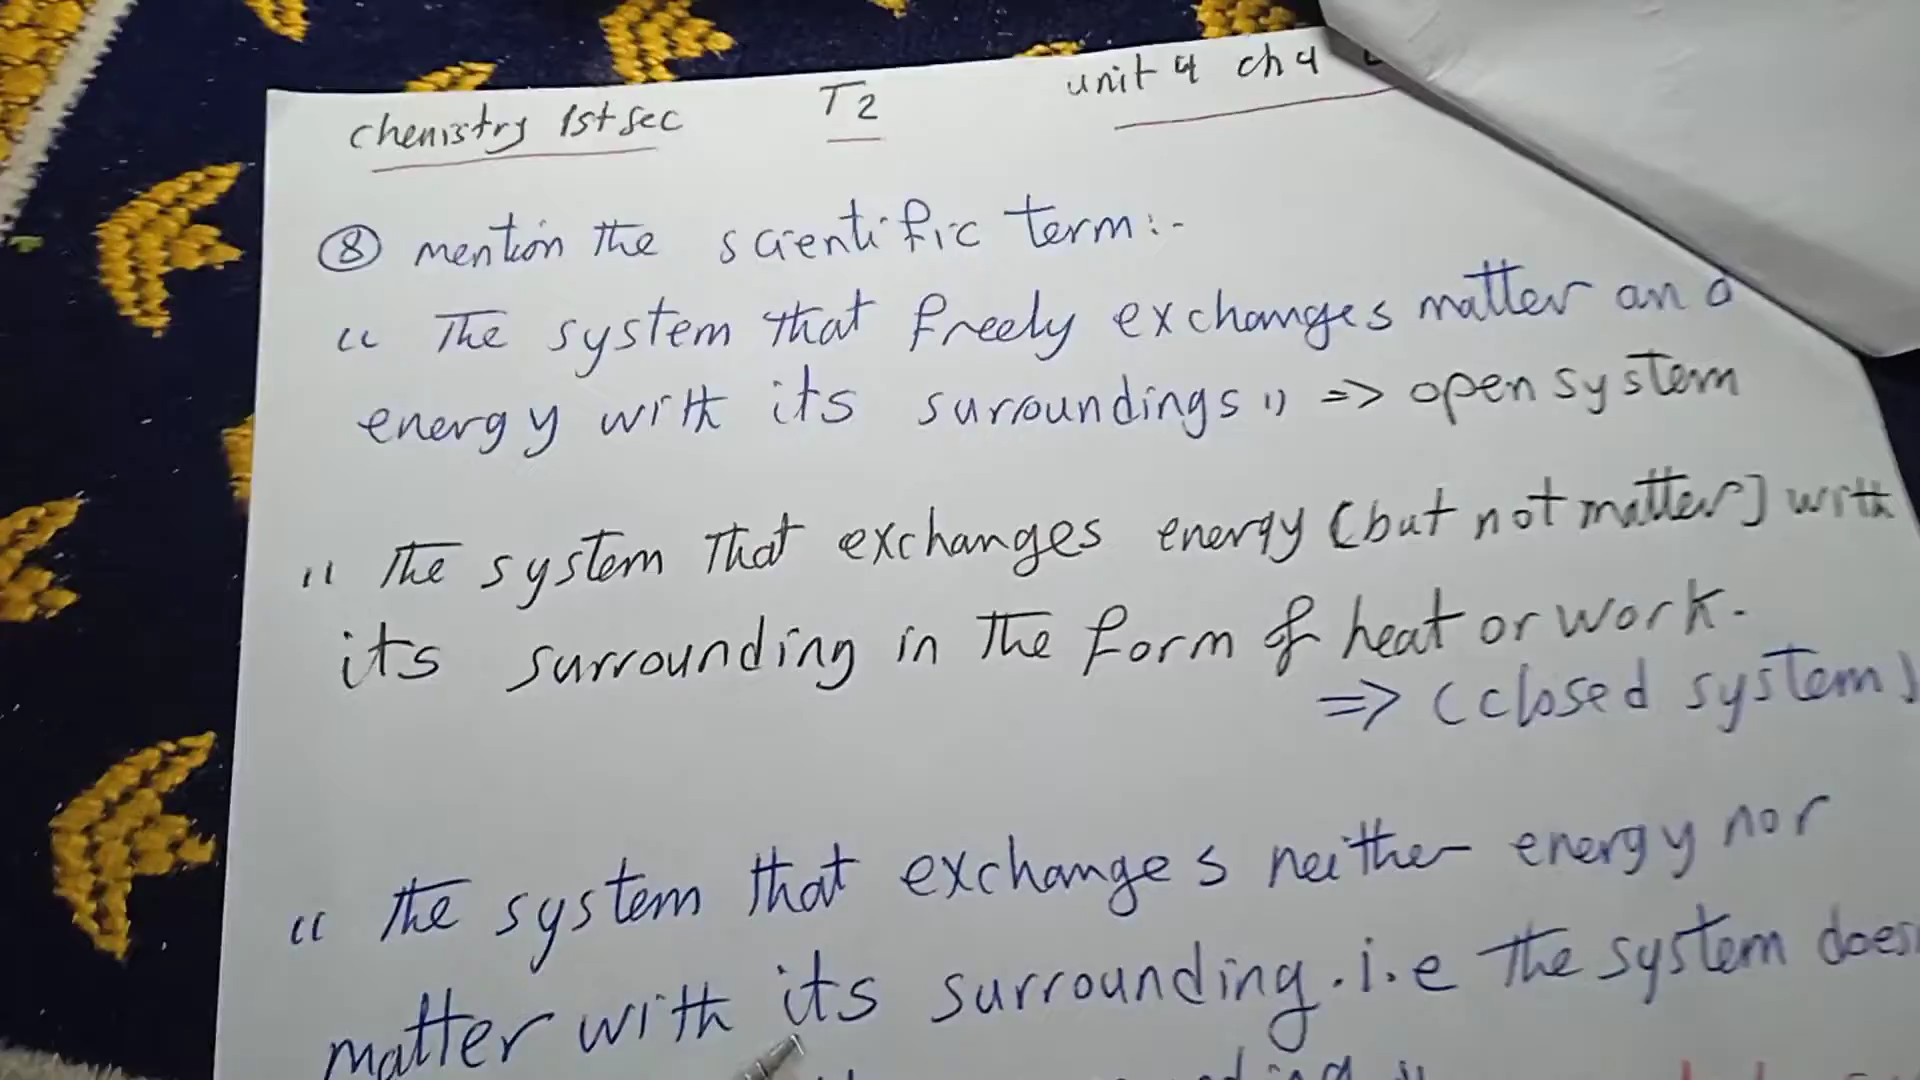 chemistry 1st sec T2 unit 4 ch 4
⑧ mention the scientific term:-
“ The system that freely exchanges matter and
energy with its surroundings” => open system
" The system that exchanges energy (but not matter) with
its surrounding in the form of heat or work.
=> (closed system)
“ the system that exchanges neither energy nor
matter with its surrounding. i.e The system does